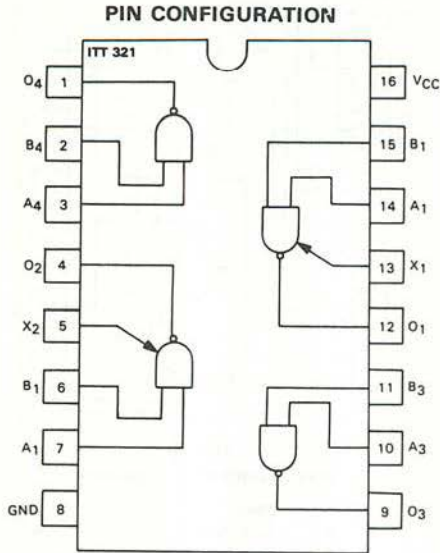 PIN CONFIGURATION
ITT 321
O4 1
B4 2
A4 3
O2 4
X2 5
B1 6
A1 7
GND 8
16 VCC
15 B1
14 A1
13 X1
12 O1
11 B3
10 A3
9 O3